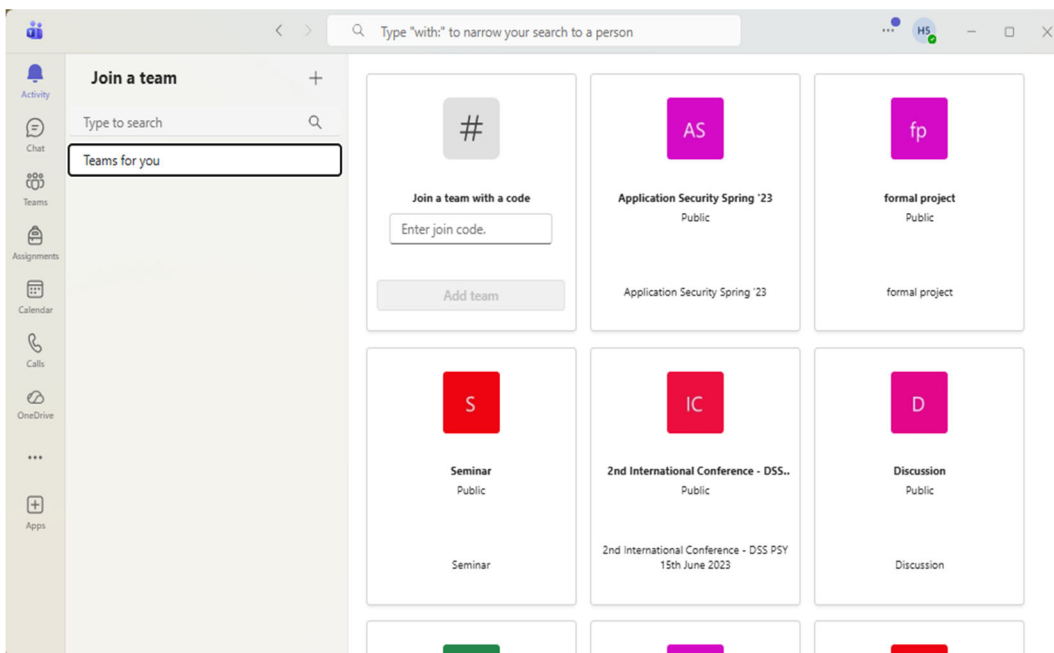 Type "with:" to narrow your search to a person
...
HS
Activity
Chat
Teams
Assignments
Calendar
Calls
OneDrive
...
Apps
Join a team
Type to search
Teams for you
#
Join a team with a code
Enter join code.
Add team
AS
Application Security Spring '23
Public
Application Security Spring '23
fp
formal project
Public
formal project
S
Seminar
Public
Seminar
IC
2nd International Conference - DSS..
Public
2nd International Conference - DSS PSY
15th June 2023
D
Discussion
Public
Discussion